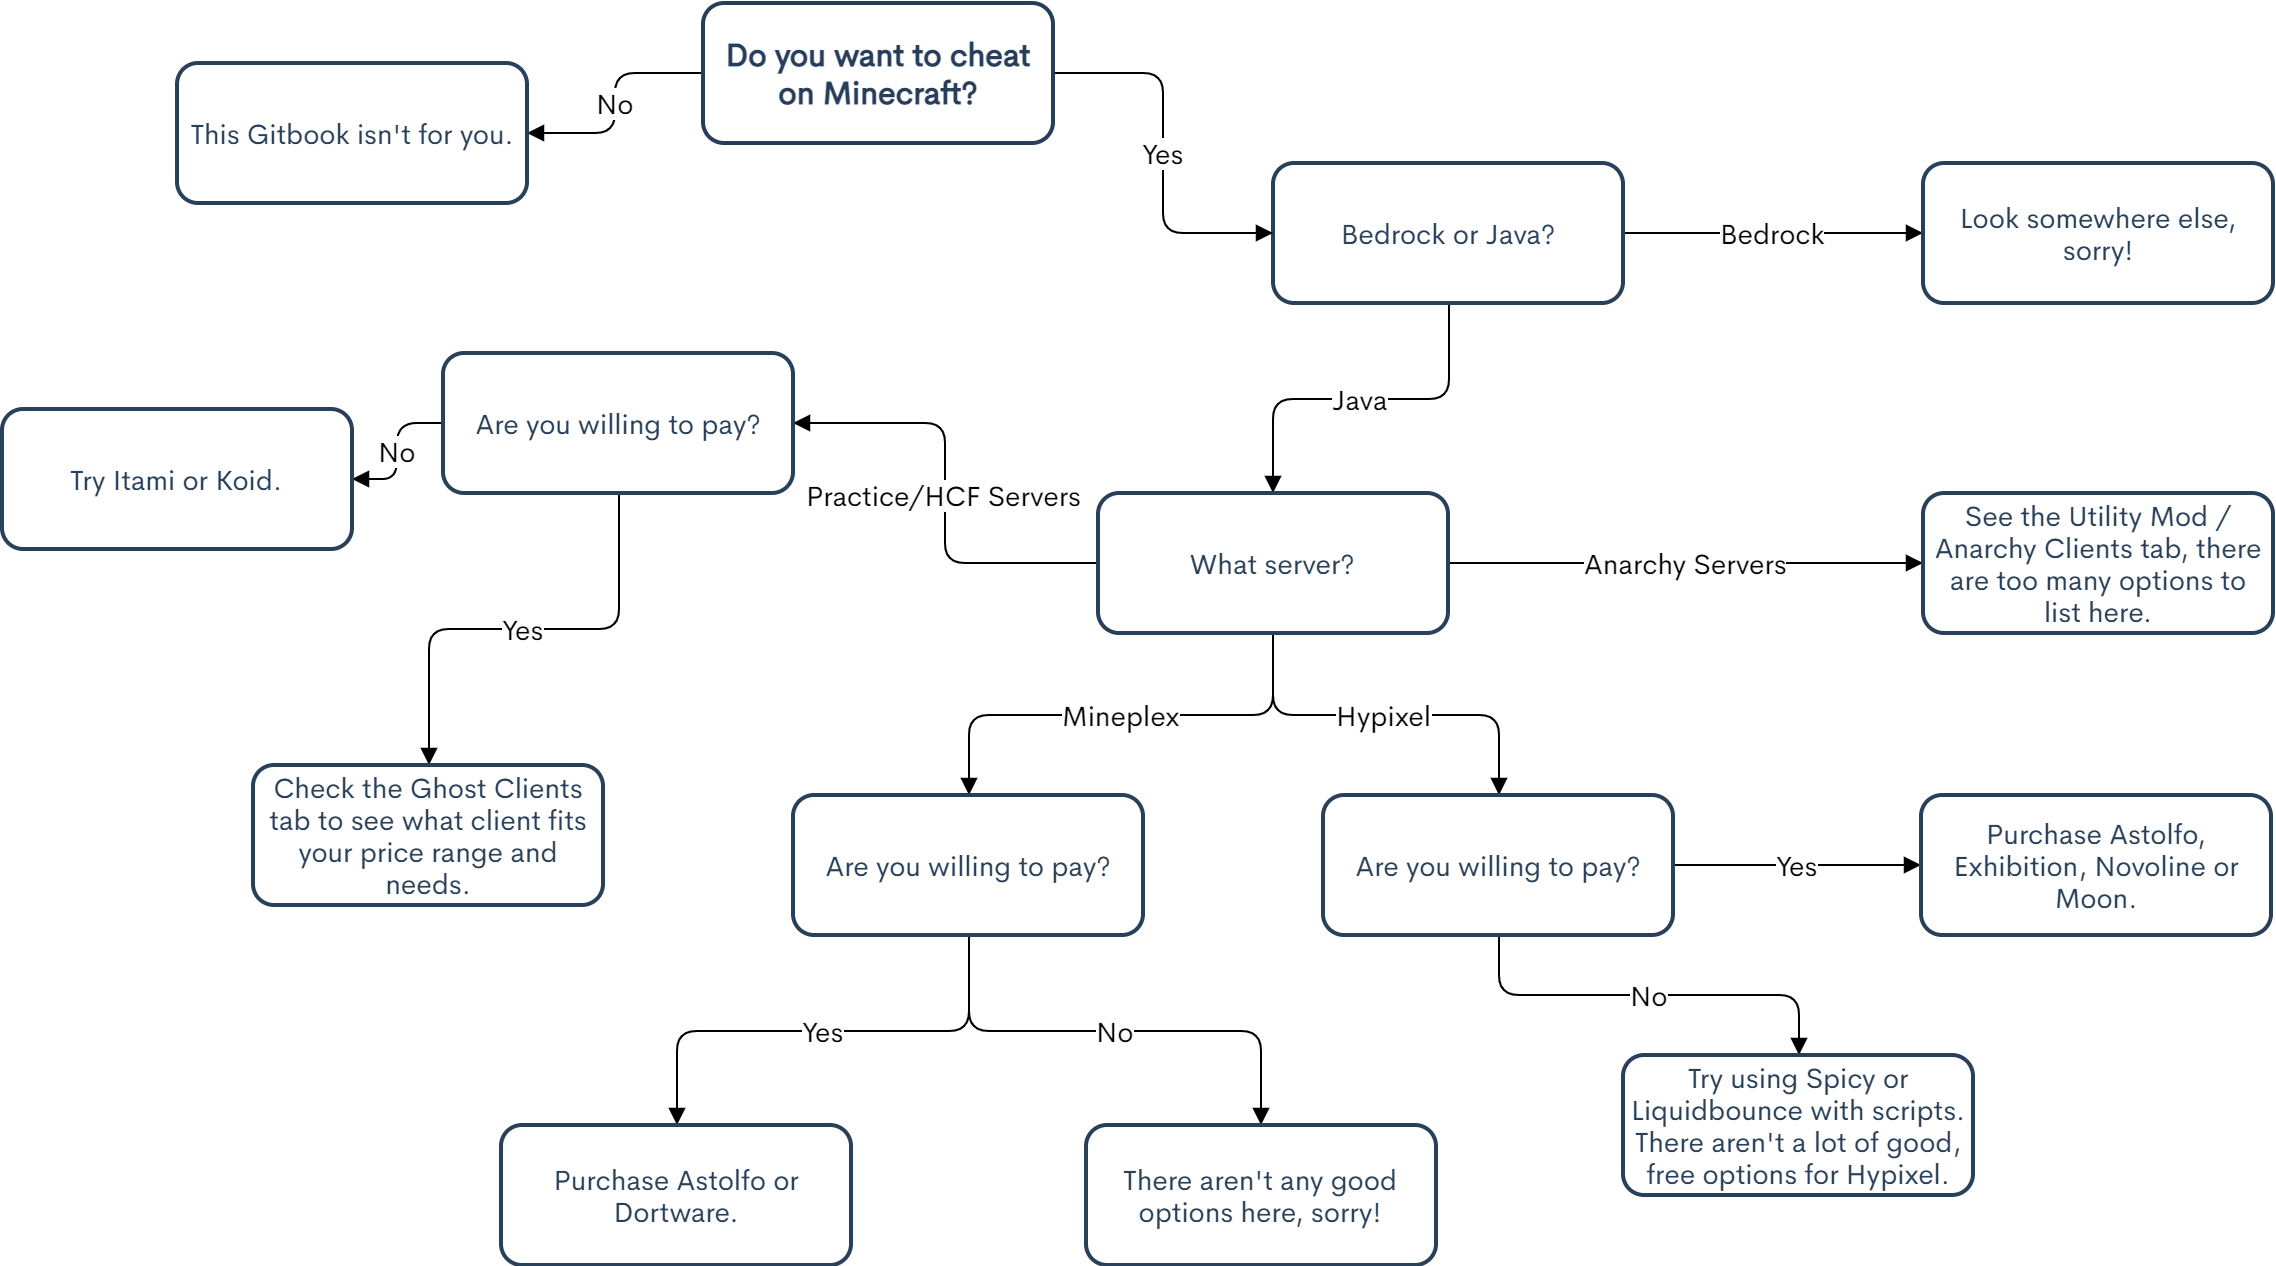 Do you want to cheat
on Minecraft?
No
This Gitbook isn't for you.
Yes
Bedrock or Java?
Bedrock
Look somewhere else,
sorry!
Java
What server?
Practice/HCF Servers
Are you willing to pay?
No
Try Itami or Koid.
Yes
Check the Ghost Clients
tab to see what client fits
your price range and
needs.
Anarchy Servers
See the Utility Mod /
Anarchy Clients tab, there
are too many options to
list here.
Mineplex
Are you willing to pay?
Yes
Purchase Astolfo or
Dortware.
No
There aren't any good
options here, sorry!
Hypixel
Are you willing to pay?
Yes
Purchase Astolfo,
Exhibition, Novoline or
Moon.
No
Try using Spicy or
Liquidbounce with scripts.
There aren't a lot of good,
free options for Hypixel.